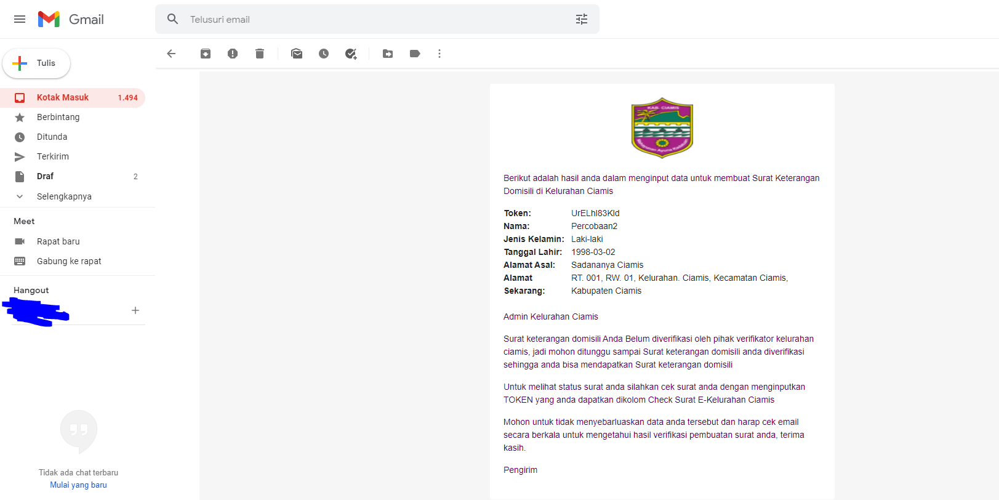 Gmail
Telusuri email
Tulis
Kotak Masuk 1.494
Berbintang
Ditunda
Terkirim
Draf 2
Selengkapnya
Meet
Rapat baru
Gabung ke rapat
Hangout
Tidak ada chat terbaru
Mulai yang baru
KAB. CIAMIS
Mahayunan Ayuna Kadatuan
Berikut adalah hasil anda dalam menginput data untuk membuat Surat Keterangan
Domisili di Kelurahan Ciamis
Token: UrELhI83Kld
Nama: Percobaan2
Jenis Kelamin: Laki-laki
Tanggal Lahir: 1998-03-02
Alamat Asal: Sadananya Ciamis
Alamat RT. 001, RW. 01, Kelurahan. Ciamis, Kecamatan Ciamis,
Sekarang: Kabupaten Ciamis
Admin Kelurahan Ciamis
Surat keterangan domisili Anda Belum diverifikasi oleh pihak verifikator kelurahan
ciamis, jadi mohon ditunggu sampai Surat keterangan domisili anda diverifikasi
sehingga anda bisa mendapatkan Surat keterangan domisili
Untuk melihat status surat anda silahkan cek surat anda dengan menginputkan
TOKEN yang anda dapatkan dikolom Check Surat E-Kelurahan Ciamis
Mohon untuk tidak menyebarluaskan data anda tersebut dan harap cek email
secara berkala untuk mengetahui hasil verifikasi pembuatan surat anda, terima
kasih.
Pengirim